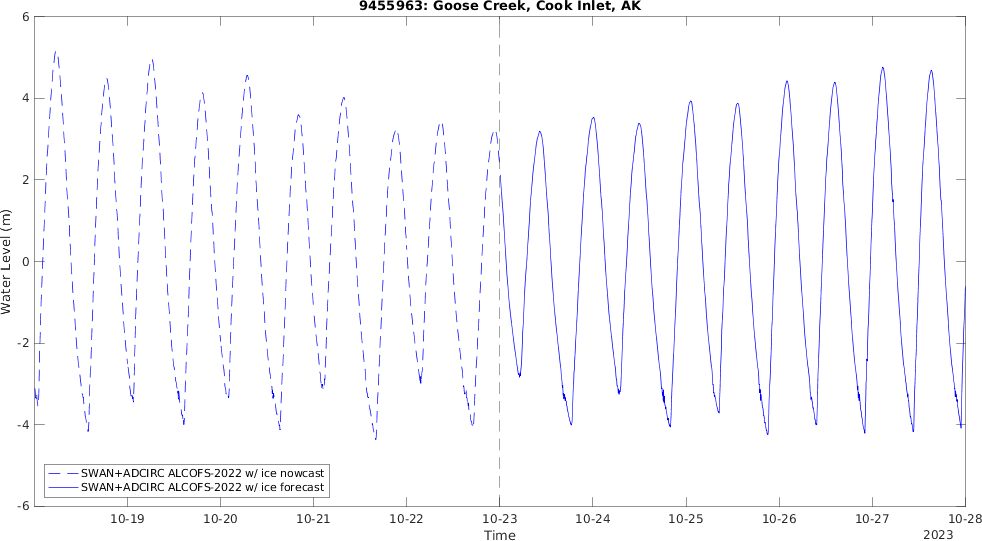 9455963: Goose Creek, Cook Inlet, AK
6
4
2
0
-2
-4
-6
Water Level (m)
SWAN+ADCIRC ALCOFS-2022 w/ ice nowcast
SWAN+ADCIRC ALCOFS-2022 w/ ice forecast
10-19 10-20 10-21 10-22 10-23 10-24 10-25 10-26 10-27 10-28
Time
2023